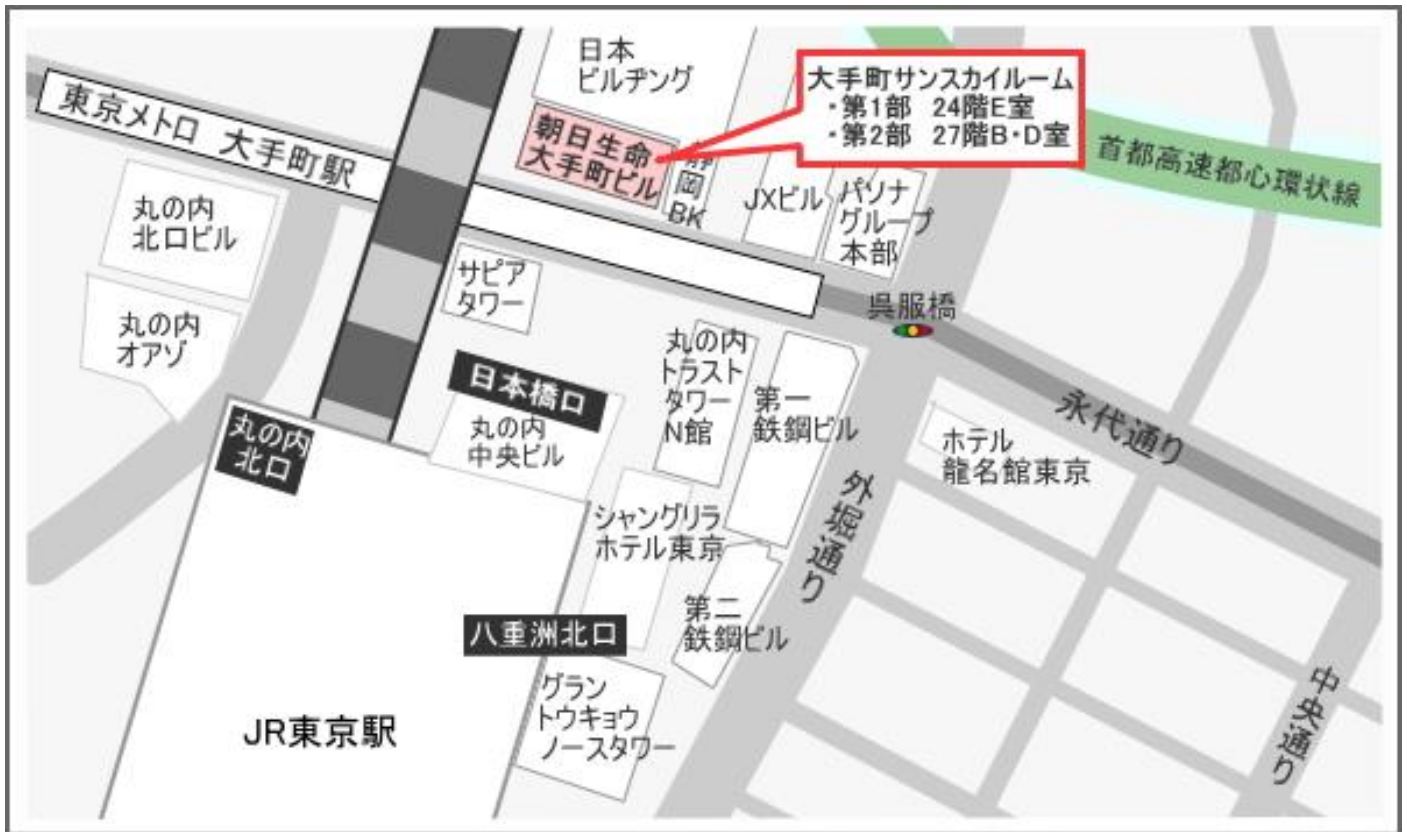 日本
ビルヂング
大手町サンスカイルーム
・第1部 24階E室
・第2部 27階B・D室
東京メトロ 大手町駅
朝日生命
大手町ビル
静
岡
BK
首都高速都心環状線
丸の内
北口ビル
JXビル
パソナ
グループ
本部
サピア
タワー
呉服橋
丸の内
オアゾ
丸の内
トラスト
タワー
N館
第一
鉄鋼ビル
日本橋口
丸の内
中央ビル
丸の内
北口
永代通り
ホテル
龍名館東京
外堀通り
シャングリラ
ホテル東京
第二
鉄鋼ビル
八重洲北口
グラン
トウキョウ
ノースタワー
JR東京駅
中央通り